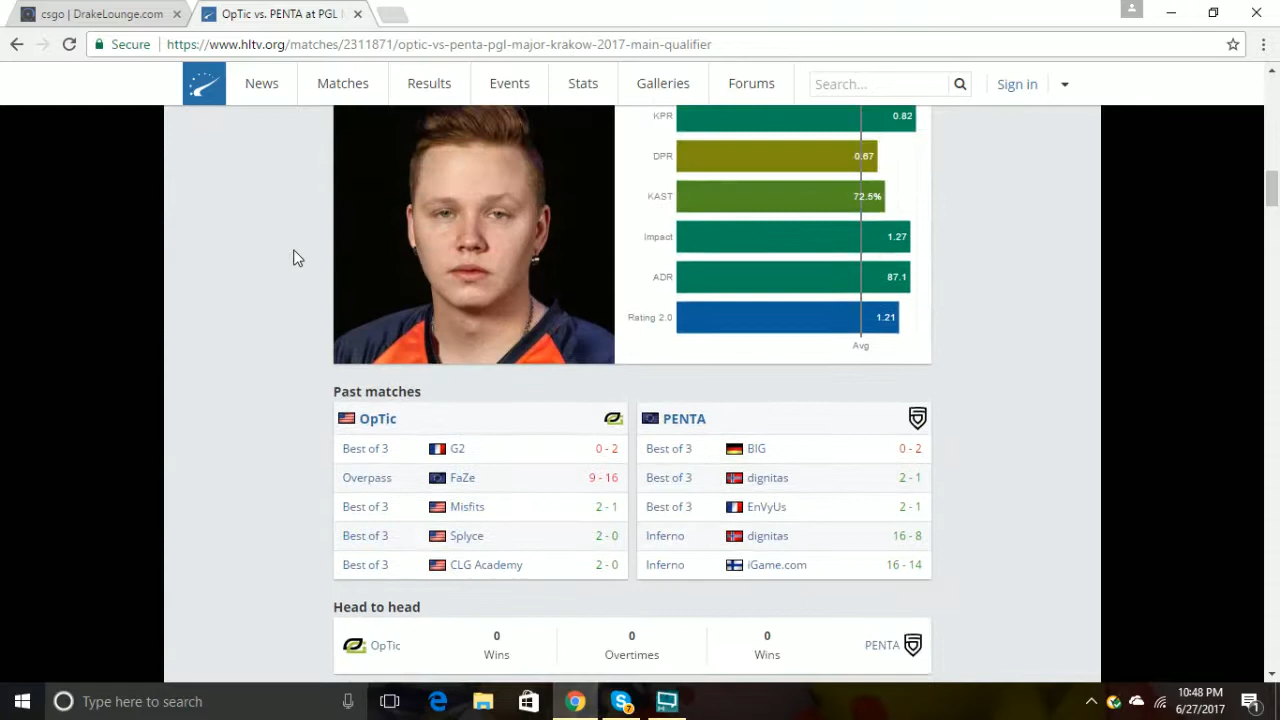 csgo | DrakeLounge.com
OpTic vs. PENTA at PGL
Secure https://www.hltv.org/matches/2311871/optic-vs-penta-pgl-major-krakow-2017-main-qualifier
News Matches Results Events Stats Galleries Forums Search... Sign in
KPR 0.82
DPR 0.67
KAST 72.5%
Impact 1.27
ADR 87.1
Rating 2.0 1.21
Avg
Past matches
OpTic
Best of 3 G2 0 - 2
Overpass FaZe 9 - 16
Best of 3 Misfits 2 - 1
Best of 3 Splyce 2 - 0
Best of 3 CLG Academy 2 - 0
PENTA
Best of 3 BIG 0 - 2
Best of 3 dignitas 2 - 1
Best of 3 EnVyUs 2 - 1
Inferno dignitas 16 - 8
Inferno iGame.com 16 - 14
Head to head
OpTic
0
Wins
0
Overtimes
0
Wins
PENTA
Type here to search
10:48 PM
6/27/2017